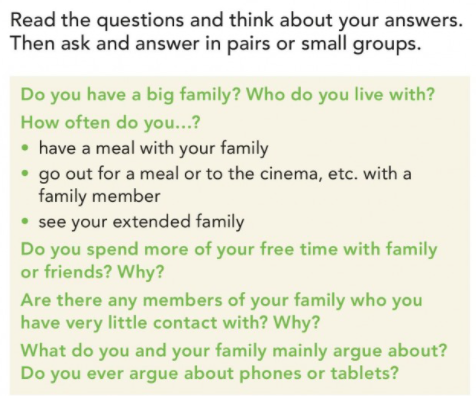 Read the questions and think about your answers.
Then ask and answer in pairs or small groups.
Do you have a big family? Who do you live with?
How often do you...?
• have a meal with your family
• go out for a meal or to the cinema, etc. with a
family member
• see your extended family
Do you spend more of your free time with family
or friends? Why?
Are there any members of your family who you
have very little contact with? Why?
What do you and your family mainly argue about?
Do you ever argue about phones or tablets?